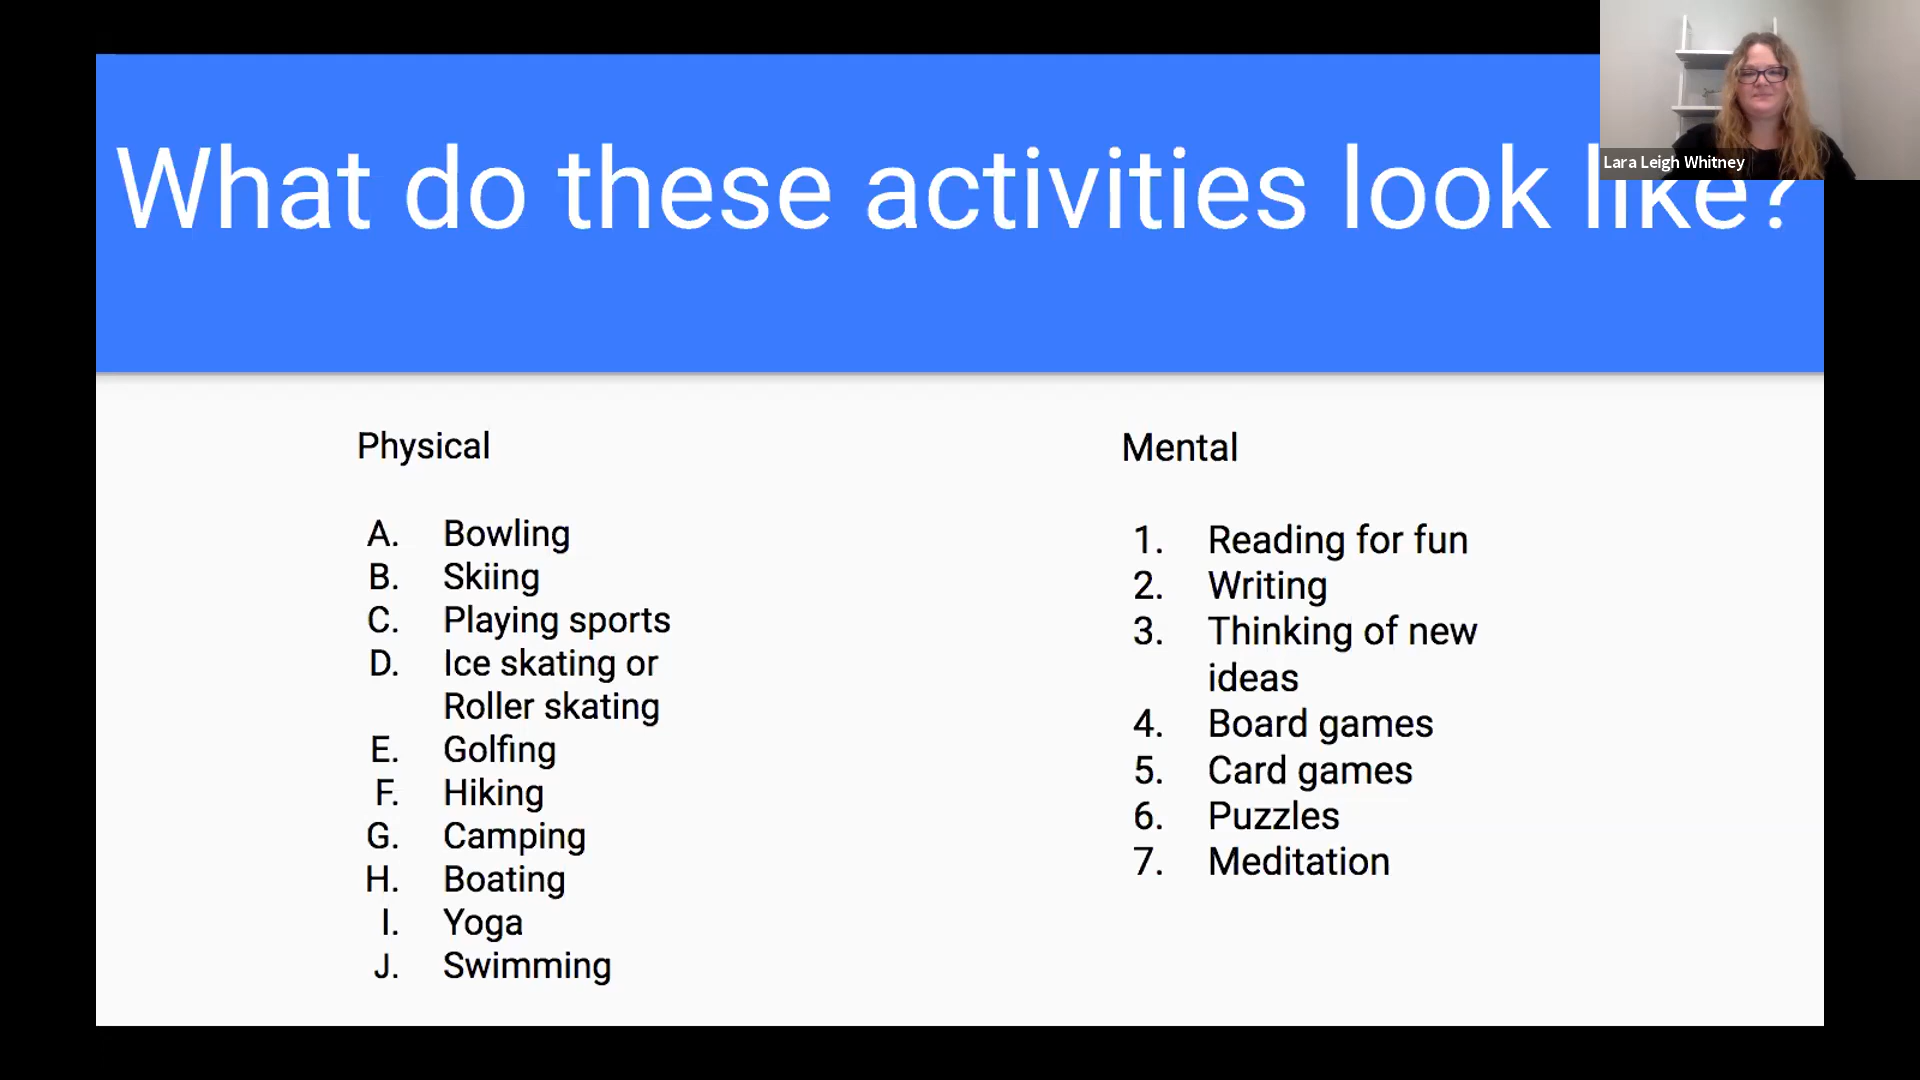 What do these activities look like?
Lara Leigh Whitney
Physical
A. Bowling
B. Skiing
C. Playing sports
D. Ice skating or
Roller skating
E. Golfing
F. Hiking
G. Camping
H. Boating
I. Yoga
J. Swimming
Mental
1. Reading for fun
2. Writing
3. Thinking of new
ideas
4. Board games
5. Card games
6. Puzzles
7. Meditation